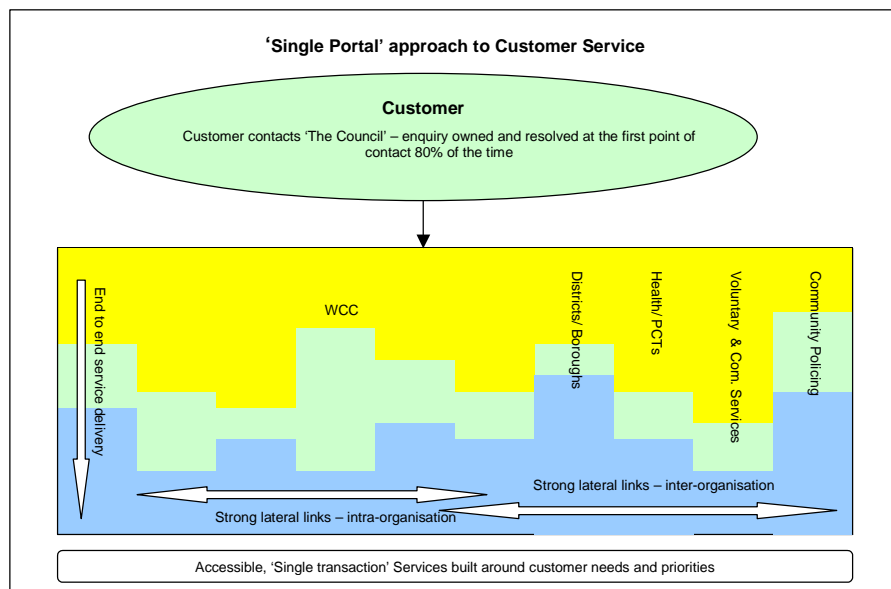 ‘Single Portal’ approach to Customer Service
Customer
Customer contacts ‘The Council’ – enquiry owned and resolved at the first point of
contact 80% of the time
End to end service delivery
WCC
Districts/ Boroughs
Health/ PCTs
Voluntary & Com. Services
Community Policing
Strong lateral links – inter-organisation
Strong lateral links – intra-organisation
Accessible, ‘Single transaction’ Services built around customer needs and priorities